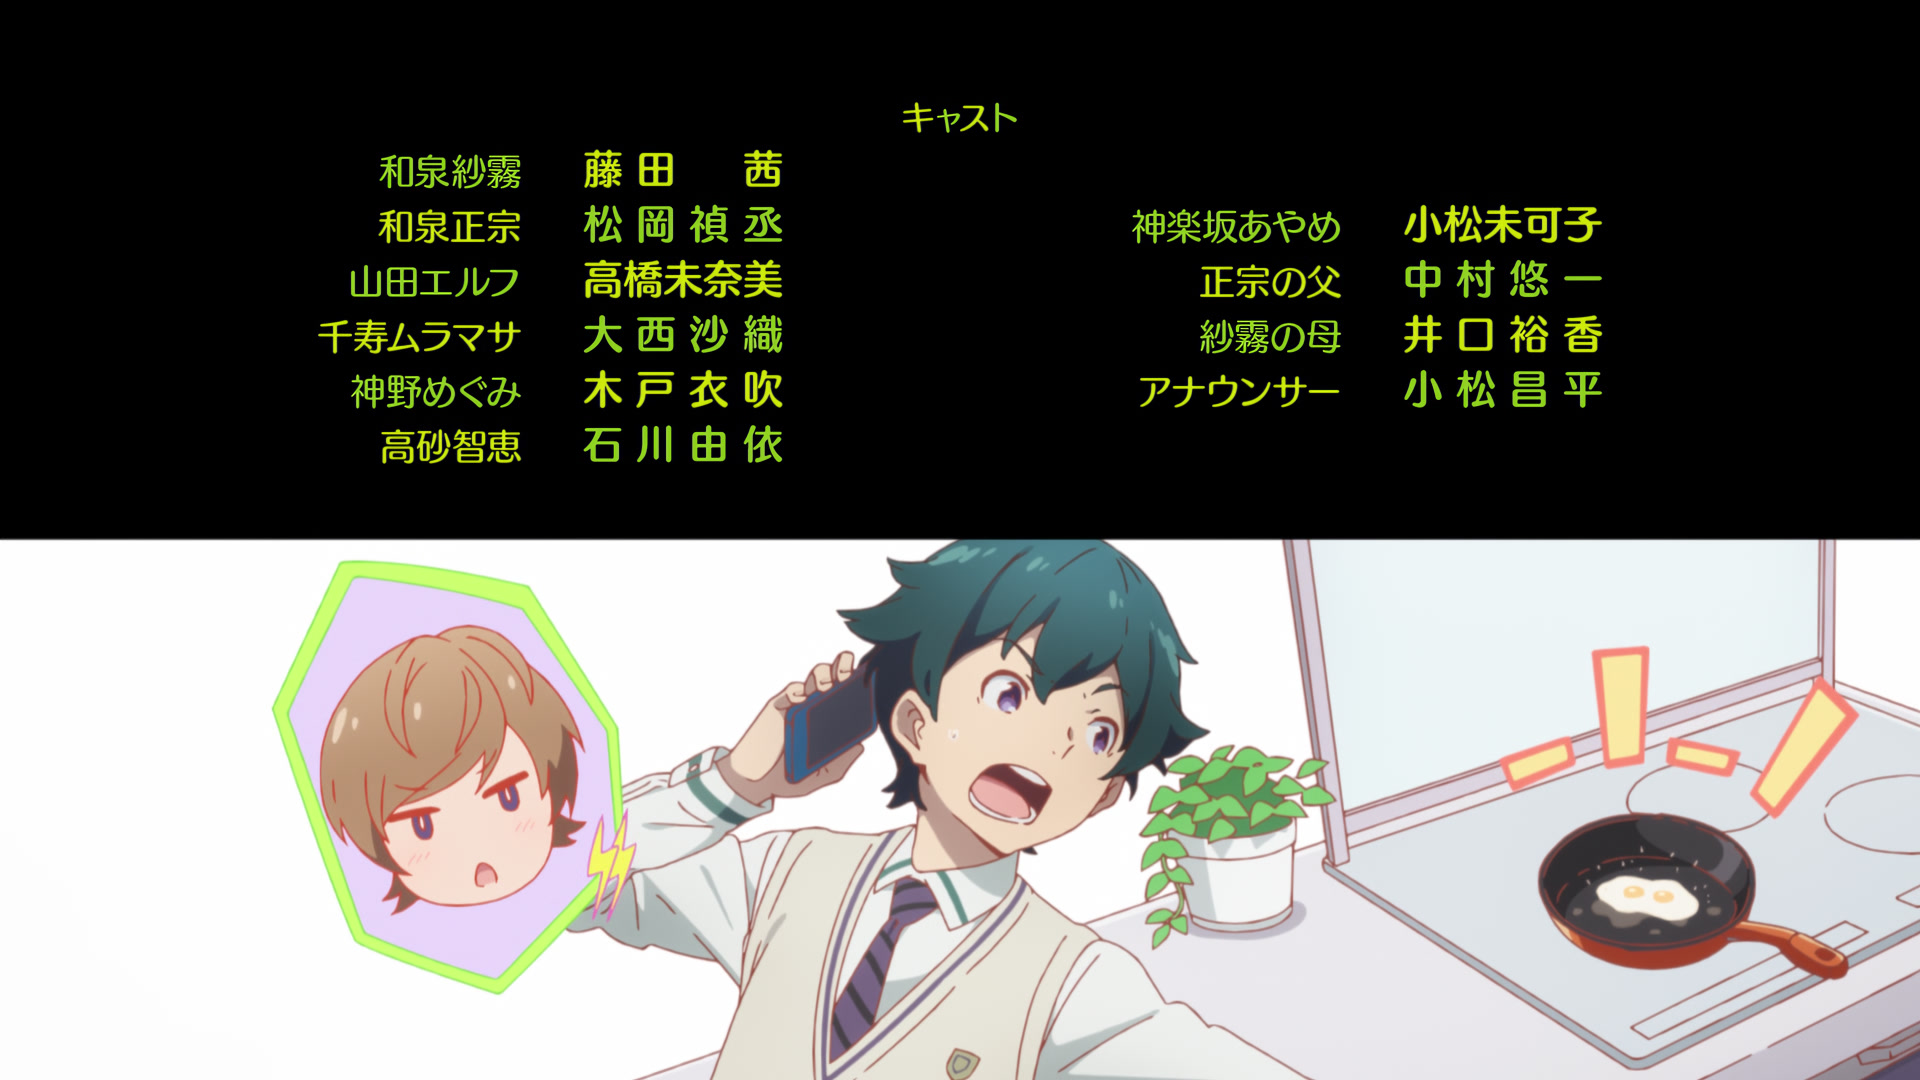 キャスト
和泉紗霧 藤田 茜
和泉正宗 松岡禎丞
山田エルフ 高橋未奈美
千寿ムラマサ 大西沙織
神野めぐみ 木戸衣吹
高砂智恵 石川由依
神楽坂あやめ 小松未可子
正宗の父 中村悠一
紗霧の母 井口裕香
アナウンサー 小松昌平